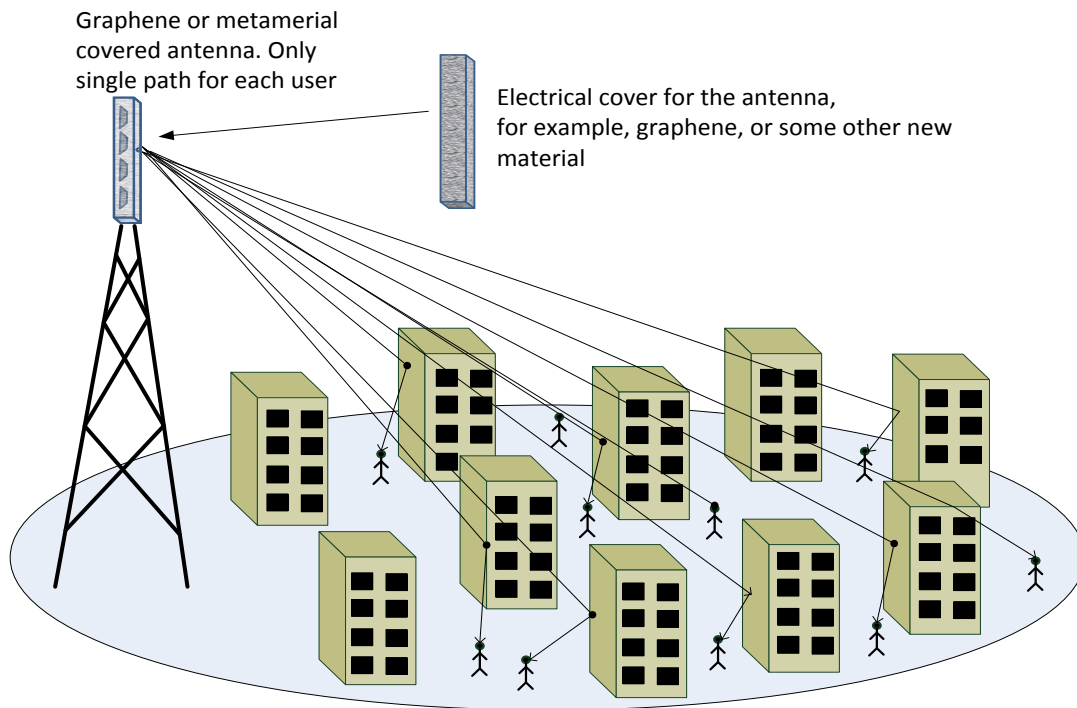 Graphene or metamerial
covered antenna. Only
single path for each user
Electrical cover for the antenna,
for example, graphene, or some other new
material